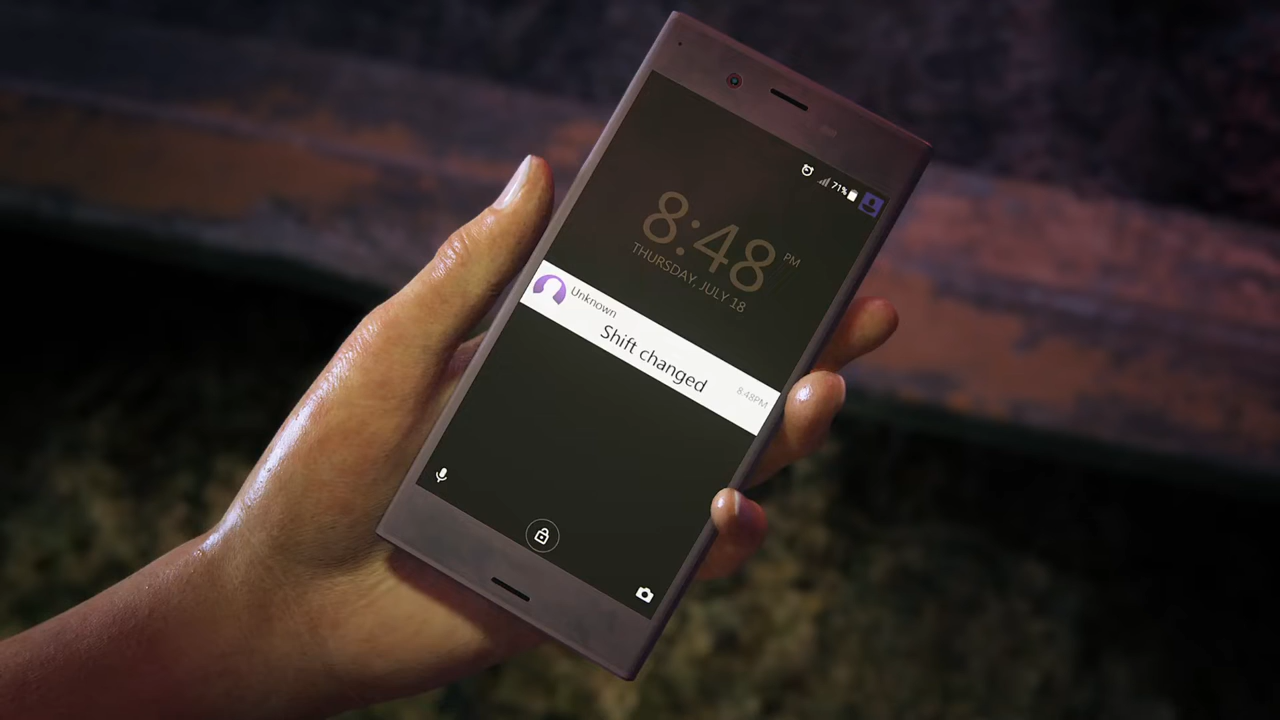 71%
8:48 PM
THURSDAY, JULY 18
Unknown
Shift changed
8:48PM